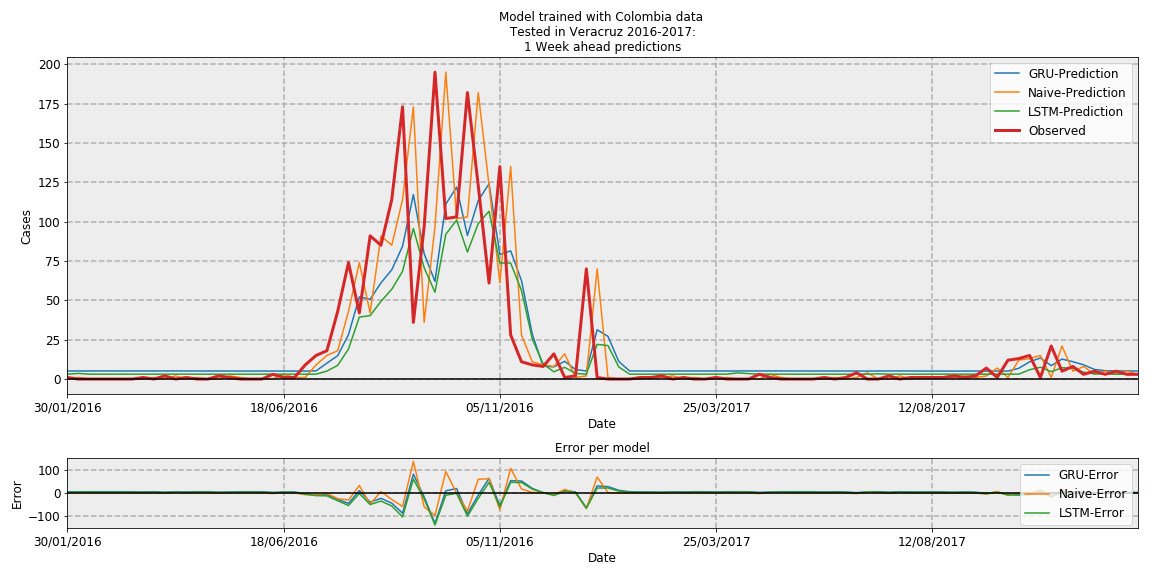 Model trained with Colombia data
Tested in Veracruz 2016-2017:
1 Week ahead predictions
200
175
150
125
100
75
50
25
0
Cases
GRU-Prediction
Naive-Prediction
LSTM-Prediction
Observed
30/01/2016
18/06/2016
05/11/2016
25/03/2017
12/08/2017
Date
Error per model
100
0
−100
Error
GRU-Error
Naive-Error
LSTM-Error
30/01/2016
18/06/2016
05/11/2016
25/03/2017
12/08/2017
Date